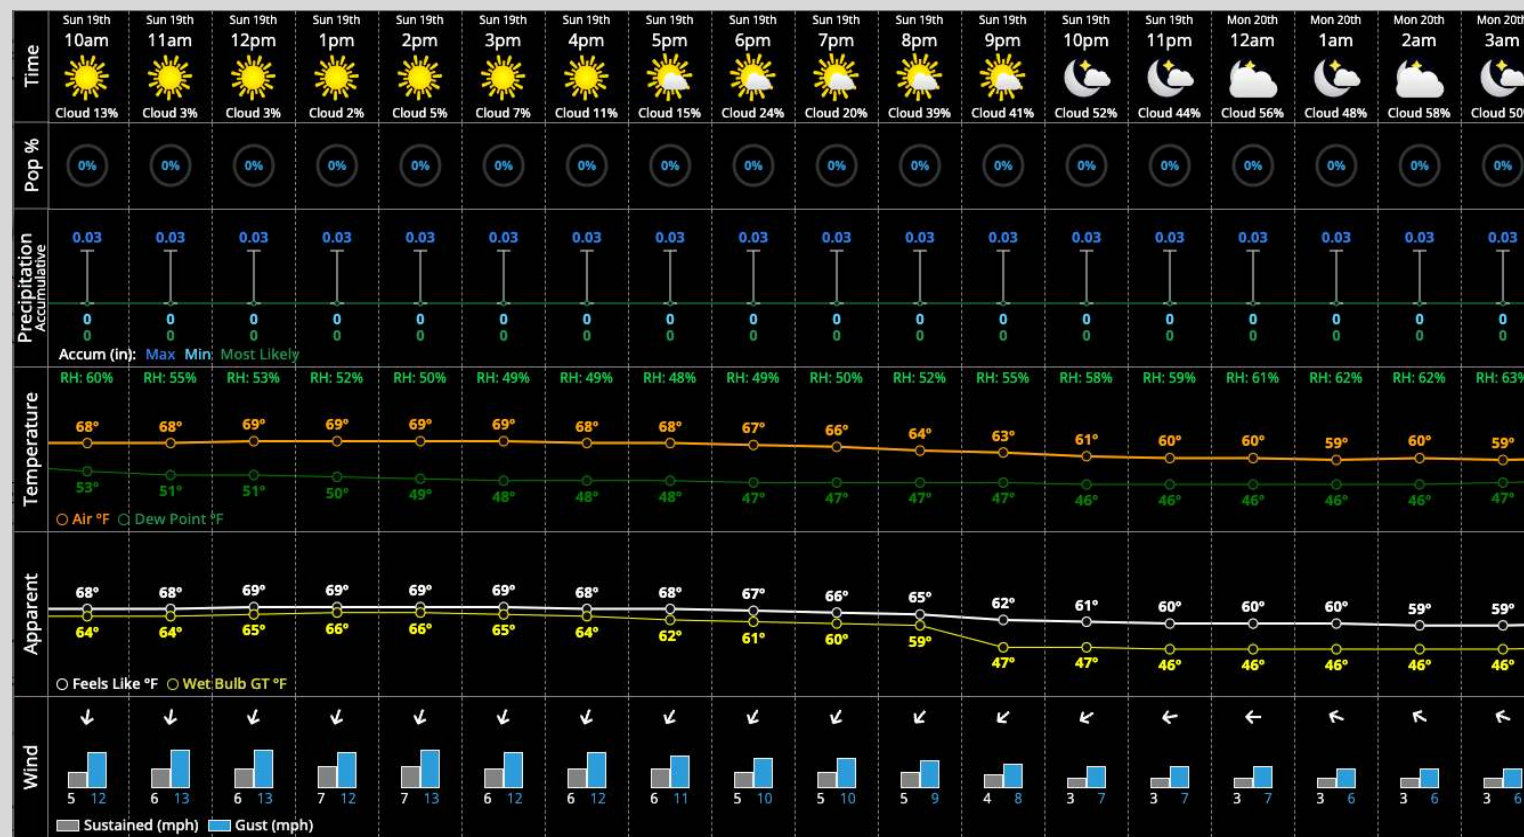 Sun 19th Sun 19th Sun 19th Sun 19th Sun 19th Sun 19th Sun 19th Sun 19th Sun 19th Sun 19th Sun 19th Sun 19th Sun 19th Sun 19th Mon 20th Mon 20th Mon 20th Mon 20th
Time 10am 11am 12pm 1pm 2pm 3pm 4pm 5pm 6pm 7pm 8pm 9pm 10pm 11pm 12am 1am 2am 3am
Cloud 13% Cloud 3% Cloud 3% Cloud 2% Cloud 5% Cloud 7% Cloud 11% Cloud 15% Cloud 24% Cloud 20% Cloud 39% Cloud 41% Cloud 52% Cloud 44% Cloud 56% Cloud 48% Cloud 58% Cloud 50%
Pop % 0% 0% 0% 0% 0% 0% 0% 0% 0% 0% 0% 0% 0% 0% 0% 0% 0% 0%
Precipitation
Accumulative
0.03 0.03 0.03 0.03 0.03 0.03 0.03 0.03 0.03 0.03 0.03 0.03 0.03 0.03 0.03 0.03 0.03 0.03
0 0 0 0 0 0 0 0 0 0 0 0 0 0 0 0 0 0
0 0 0 0 0 0 0 0 0 0 0 0 0 0 0 0 0 0
Accum (in): Max Min Most Likely
Temperature
RH: 60% RH: 55% RH: 53% RH: 52% RH: 50% RH: 49% RH: 49% RH: 48% RH: 49% RH: 50% RH: 52% RH: 55% RH: 58% RH: 59% RH: 61% RH: 62% RH: 62% RH: 63%
68° 68° 69° 69° 69° 69° 68° 68° 67° 66° 64° 63° 61° 60° 60° 59° 60° 59°
53° 51° 51° 50° 49° 48° 48° 48° 47° 47° 47° 47° 46° 46° 46° 46° 46° 47°
Air °F Dew Point °F
Apparent
68° 68° 69° 69° 69° 69° 68° 68° 67° 66° 65° 62° 61° 60° 60° 60° 59° 59°
64° 64° 65° 66° 66° 65° 64° 62° 61° 60° 59° 47° 47° 46° 46° 46° 46° 46°
Feels Like °F Wet Bulb GT °F
Wind
5 12 6 13 6 13 7 12 7 13 6 12 6 12 6 11 5 10 5 10 5 9 4 8 3 7 3 7 3 7 3 6 3 6 3 6
Sustained (mph) Gust (mph)